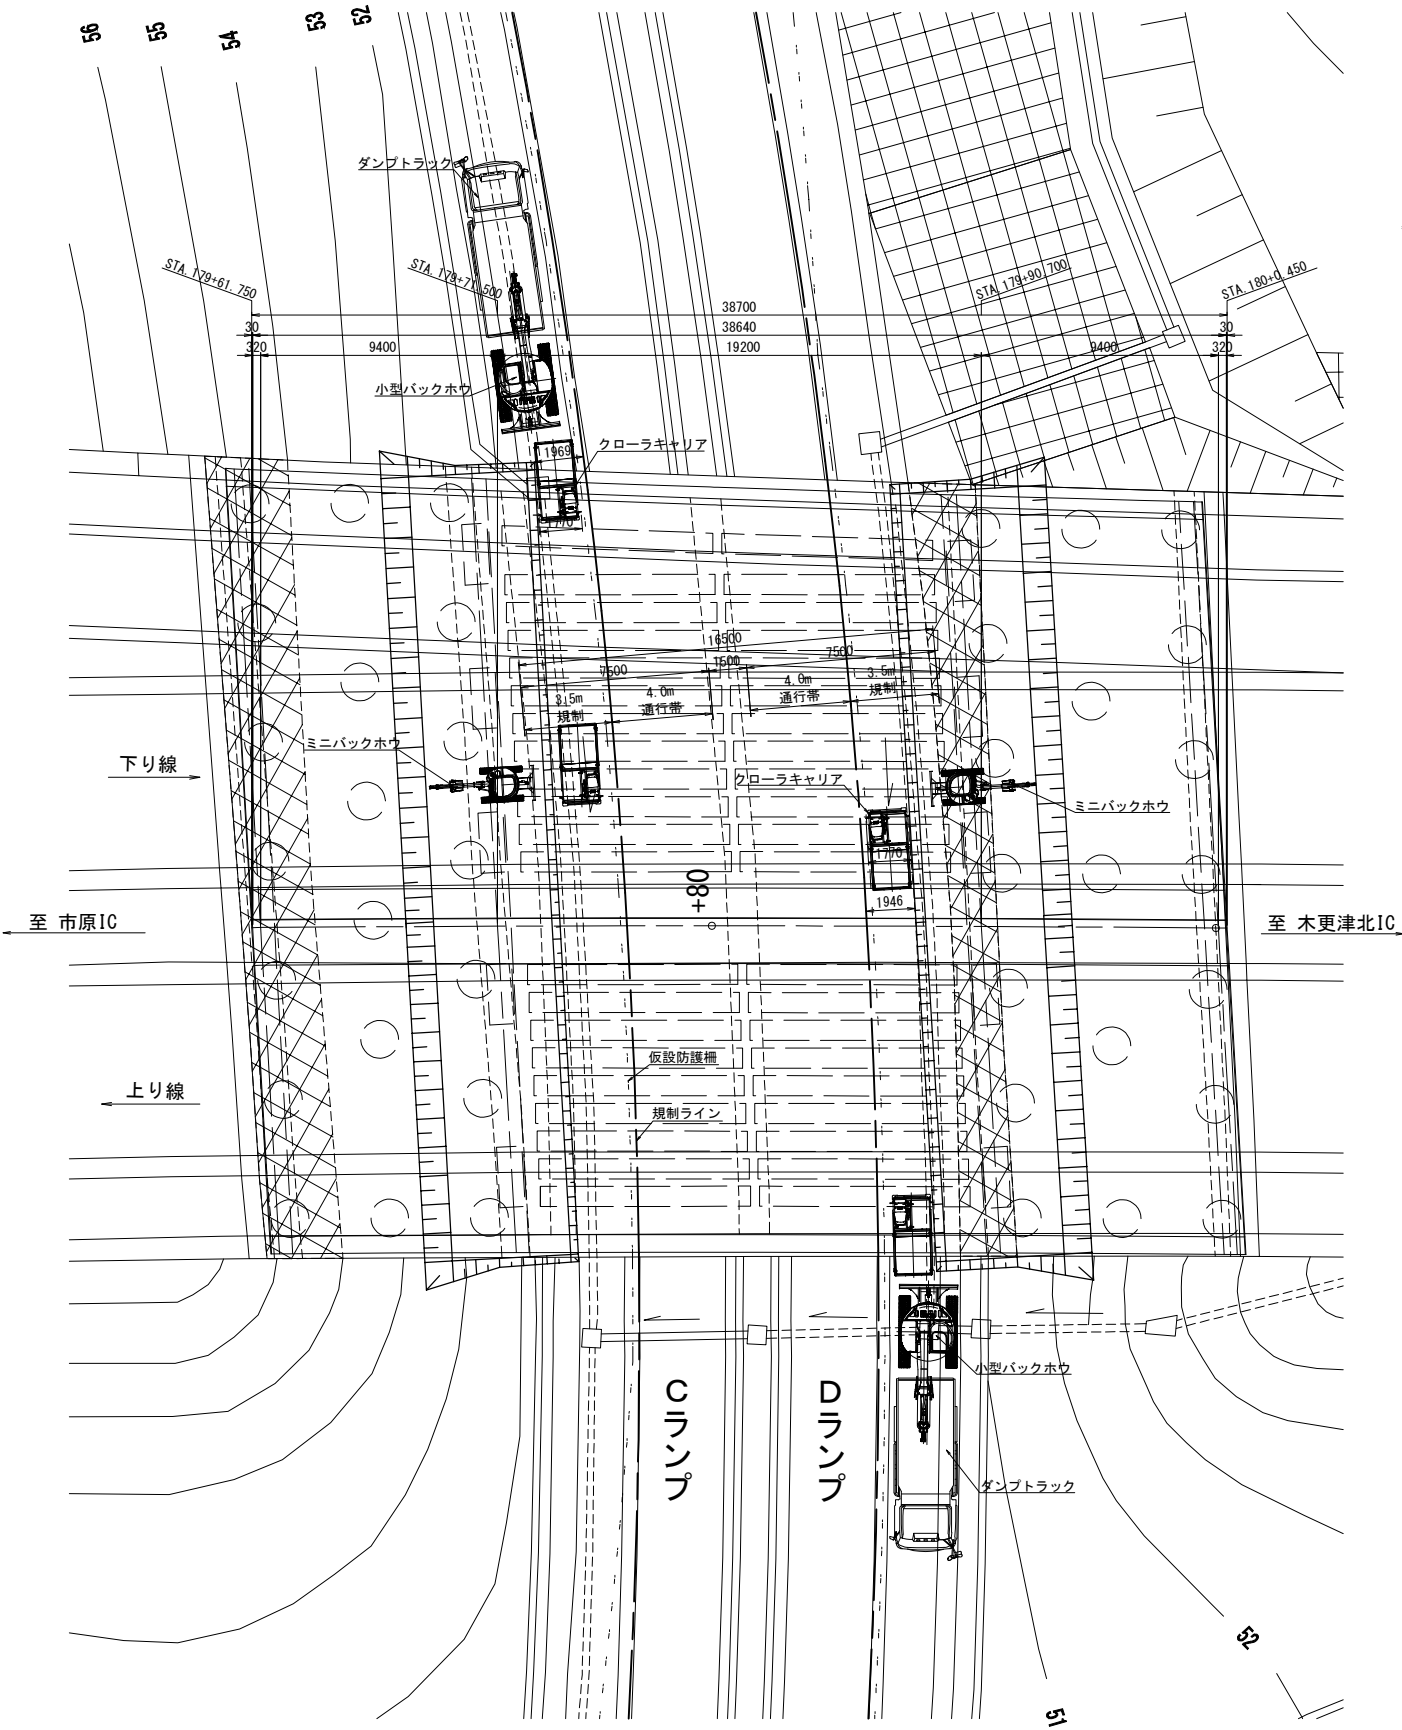 56
55
54
53
52
ダンプトラック
STA.179+61.750
STA.179+71.500
STA.179+90.700
STA.180+0.450
38700
30
38640
30
320
9400
19200
9400
320
小型バックホウ
クローラキャリア
1969
1770
16500
7500
1500
7500
3.5m
規制
4.0m
通行帯
4.0m
通行帯
3.5m
規制
下り線
ミニバックホウ
クローラキャリア
ミニバックホウ
1770
1946
+80
至 市原IC
至 木更津北IC
仮設防護柵
上り線
規制ライン
小型バックホウ
Cランプ
Dランプ
ダンプトラック
52
51